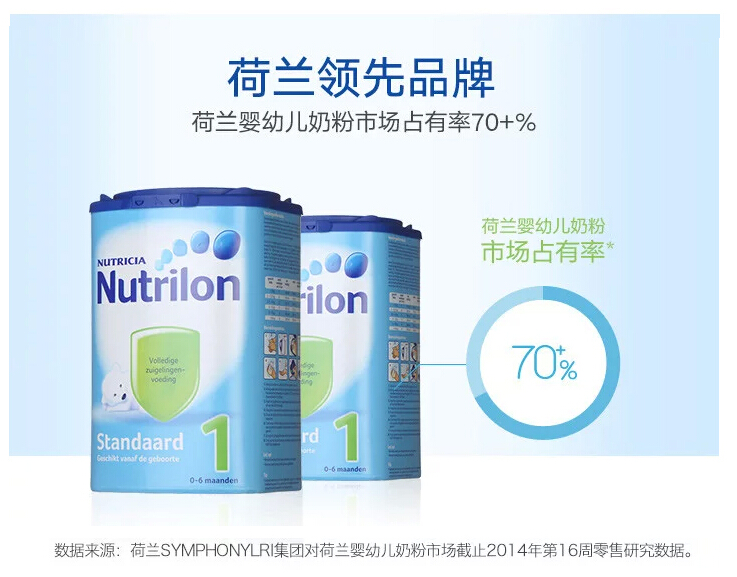 荷兰领先品牌
荷兰婴幼儿奶粉市场占有率70+%
荷兰婴幼儿奶粉
市场占有率*
70+%
NUTRICIA
Nutrilon
rilon
Volledige
zuigelingen-
voeding
Standaard
Geschikt vanaf de geboorte
1
0-6 maanden
1
0-6 maanden
数据来源：荷兰SYMPHONYLRI集团对荷兰婴幼儿奶粉市场截止2014年第16周零售研究数据。